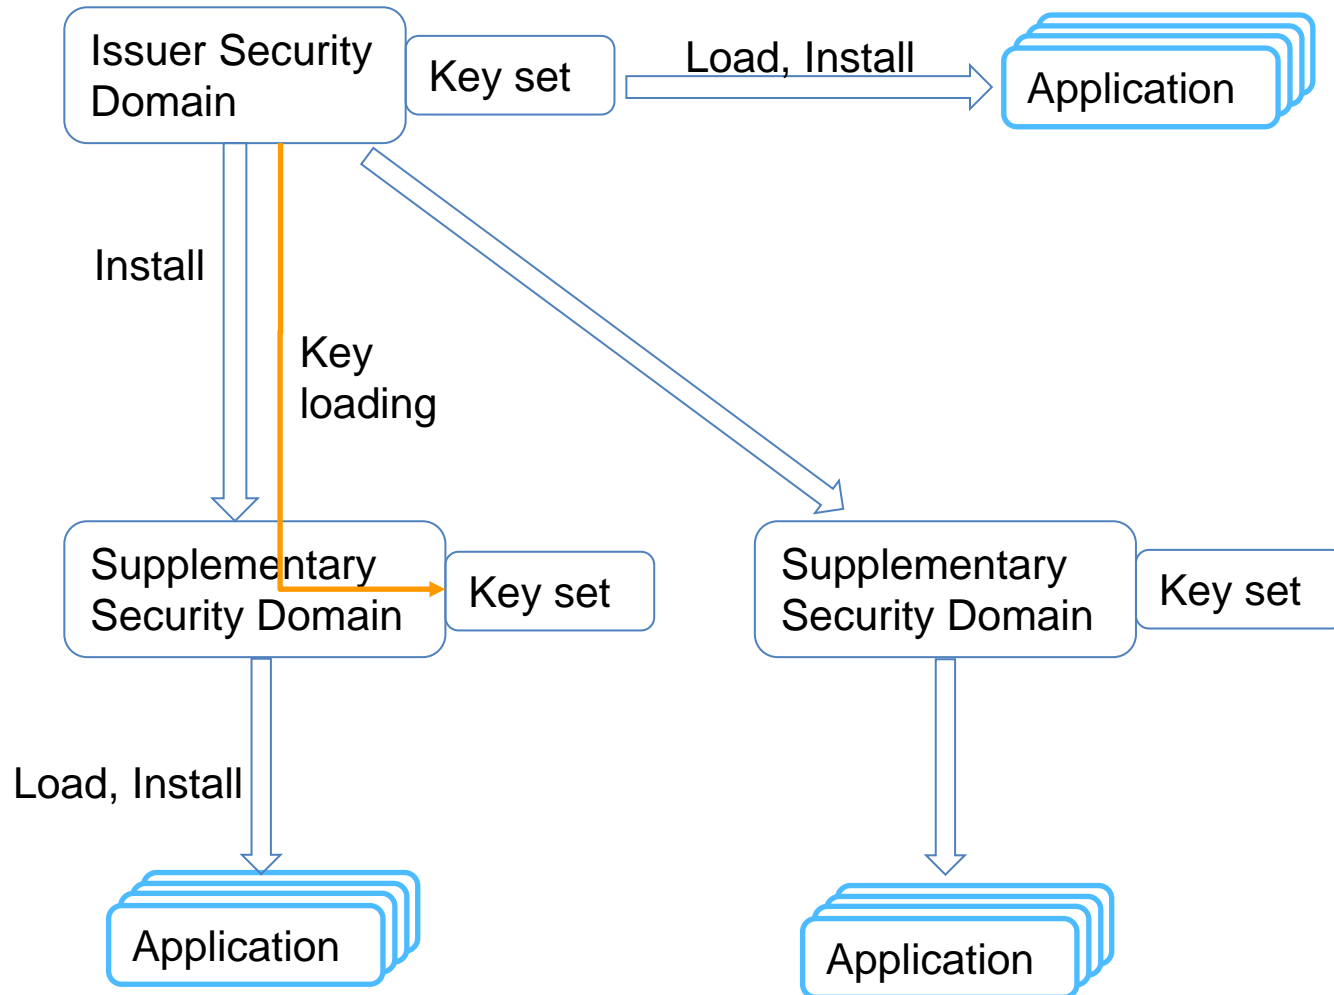 Issuer Security
Domain
Key set
Load, Install
Application
Install
Key
loading
Supplementary
Security Domain
Key set
Supplementary
Security Domain
Key set
Load, Install
Application
Application